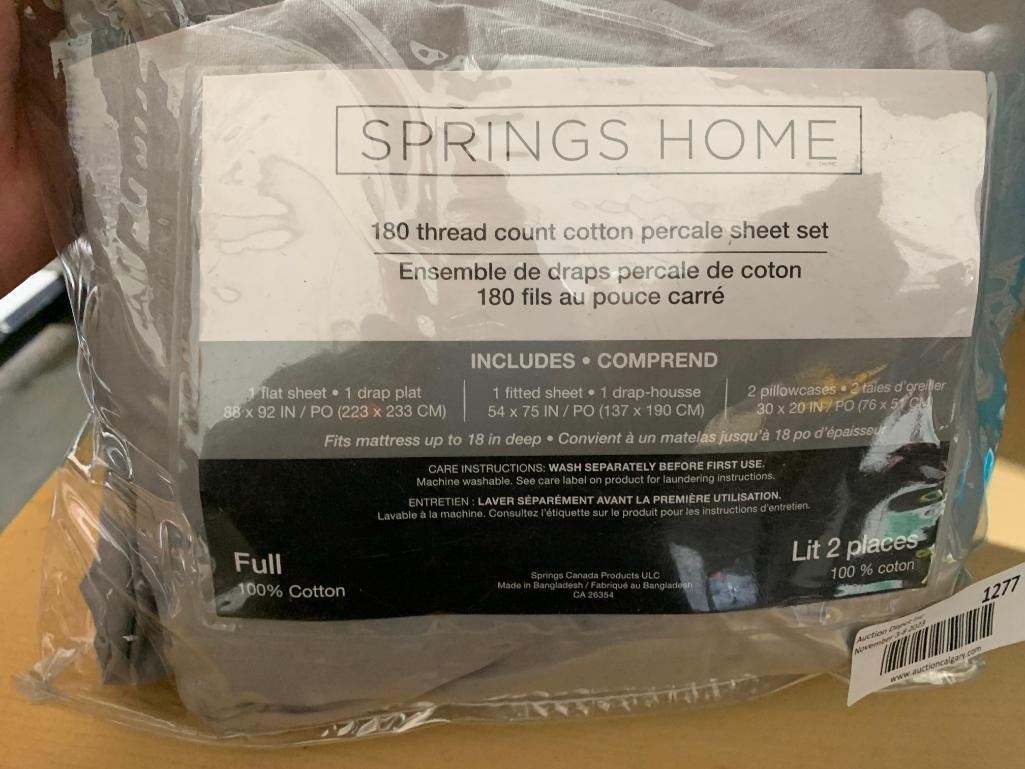 SPRINGS HOME
180 thread count cotton percale sheet set
Ensemble de draps percale de coton
180 fils au pouce carré
INCLUDES • COMPREND
1 flat sheet • 1 drap plat
88 x 92 IN / PO (223 x 233 CM)
1 fitted sheet • 1 drap-housse
54 x 75 IN / PO (137 x 190 CM)
2 pillowcases • 2 taies d'oreiller
30 x 20 IN / PO (76 x 51 CM)
Fits mattress up to 18 in deep • Convient à un matelas jusqu'à 18 po d'épaisseur
CARE INSTRUCTIONS: WASH SEPARATELY BEFORE FIRST USE.
Machine washable. See care label on product for laundering instructions.
ENTRETIEN : LAVER SÉPARÉMENT AVANT LA PREMIÈRE UTILISATION.
Lavable à la machine. Consultez l'étiquette sur le produit pour les instructions d'entretien.
Full
100% Cotton
Springs Canada Products ULC
Made in Bangladesh / Fabriqué au Bangladesh
CA 26354
Lit 2 places
100 % coton
1277
Auction Depot Inc.
November 2023
www.auctioncalgary.com